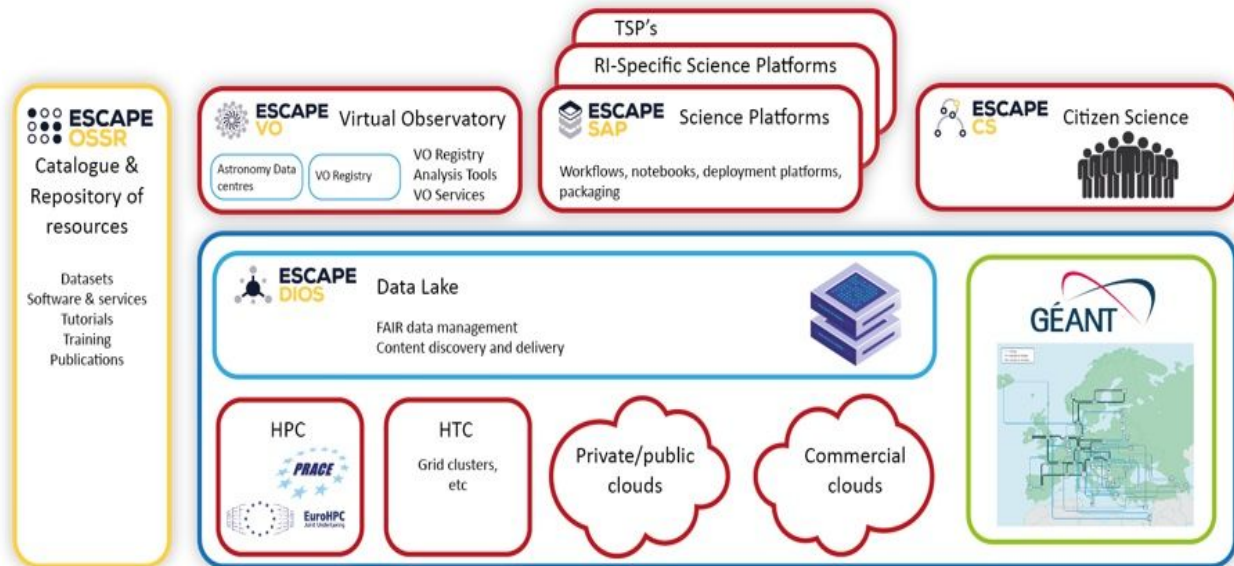 TSP's
RI-Specific Science Platforms
ESCAPE
OSSR
Catalogue &
Repository of
resources
Datasets
Software & services
Tutorials
Training
Publications
ESCAPE
VO
Virtual Observatory
Astronomy Data
centres
VO Registry
VO Registry
Analysis Tools
VO Services
ESCAPE
SAP
Science Platforms
Workflows, notebooks, deployment platforms,
packaging
ESCAPE
CS
Citizen Science
ESCAPE
DIOS
Data Lake
FAIR data management
Content discovery and delivery
GÉANT
HPC
PRACE
EuroHPC
Joint Undertaking
HTC
Grid clusters,
etc
Private/public
clouds
Commercial
clouds